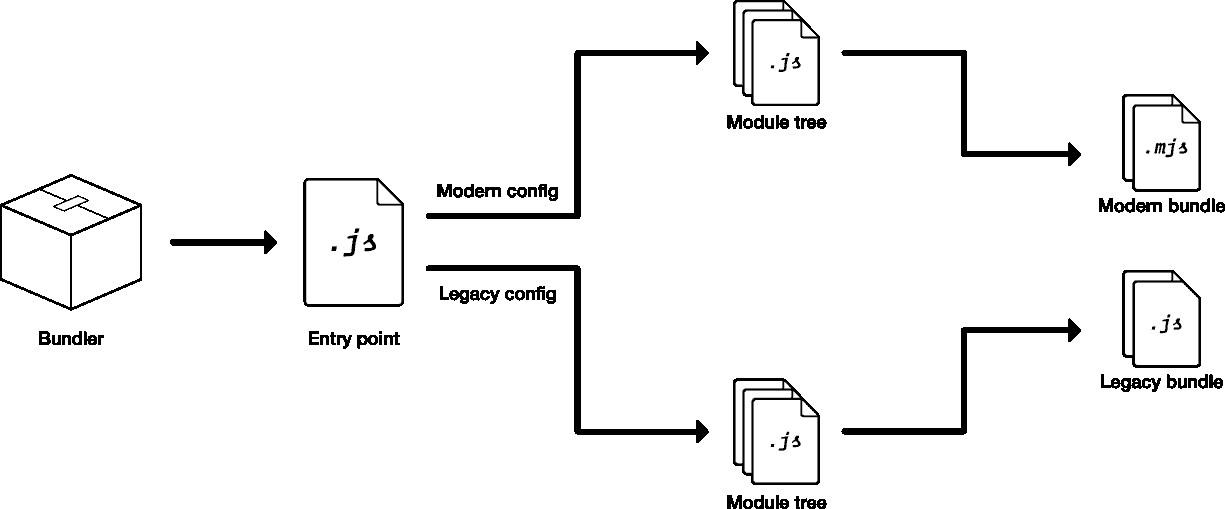 .js
Module tree
.mjs
Modern bundle
Modern config
.js
Legacy config
Bundler
Entry point
.js
Legacy bundle
.js
Module tree